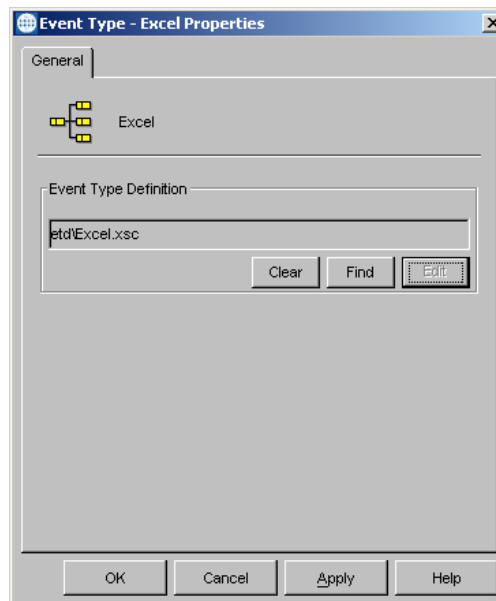 Event Type - Excel Properties
General
Excel
Event Type Definition
etd\Excel.xsc
Clear Find Edit
OK Cancel Apply Help